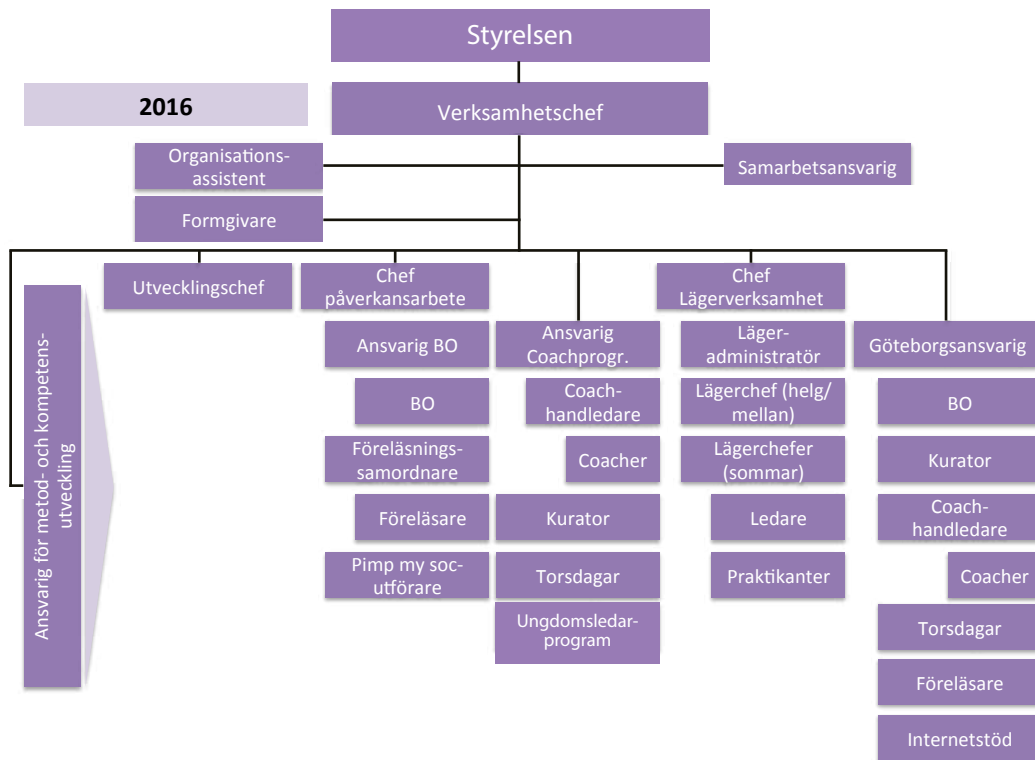 Styrelsen
2016
Verksamhetschef
Organisations-
assistent
Samarbetsansvarig
Formgivare
Utvecklingschef
Chef
påverkansarbete
Chef
Lägerverksamhet
Ansvarig för metod- och kompetens-
utveckling
Ansvarig BO
BO
Föreläsnings-
samordnare
Föreläsare
Pimp my soc-
utförare
Ansvarig
Coachprogr.
Coach-
handledare
Coacher
Kurator
Torsdagar
Ungdomsledar-
program
Läger-
administratör
Lägerchef (helg/
mellan)
Lägerchefer
(sommar)
Ledare
Praktikanter
Göteborgsansvarig
BO
Kurator
Coach-
handledare
Coacher
Torsdagar
Föreläsare
Internetstöd